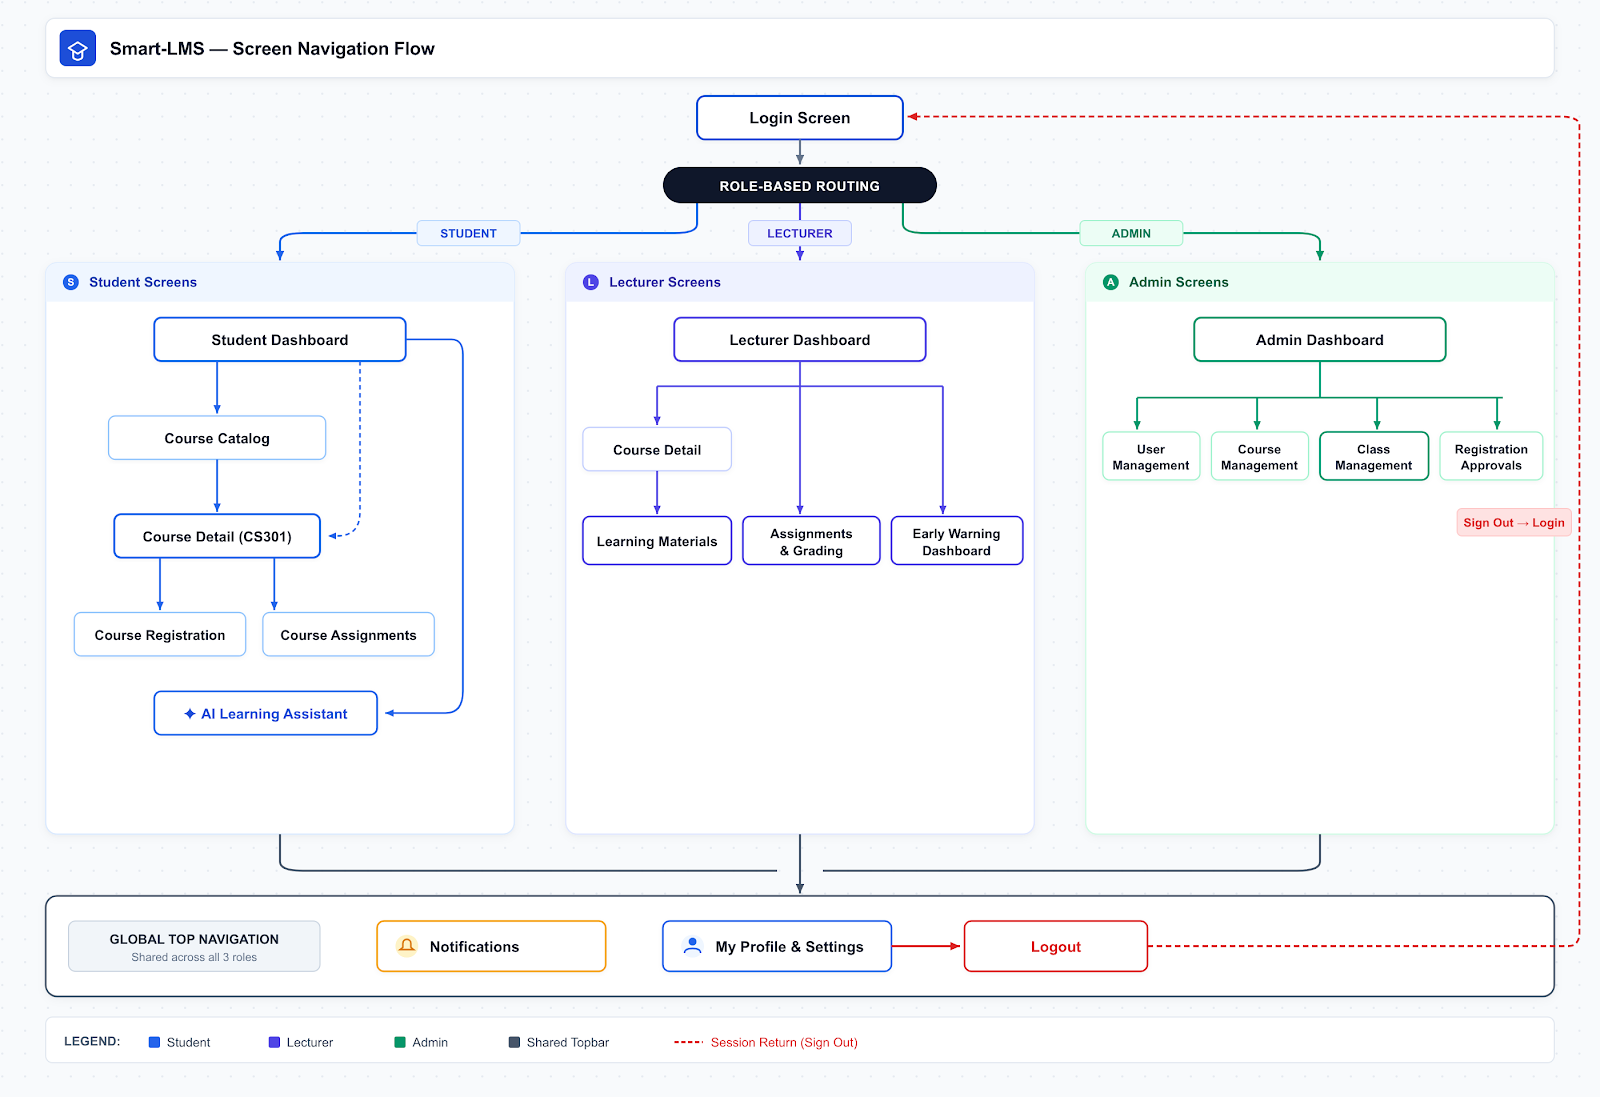 Smart-LMS — Screen Navigation Flow
Login Screen
ROLE-BASED ROUTING
STUDENT
LECTURER
ADMIN
S Student Screens
Student Dashboard
Course Catalog
Course Detail (CS301)
Course Registration
Course Assignments
AI Learning Assistant
L Lecturer Screens
Lecturer Dashboard
Course Detail
Learning Materials
Assignments
& Grading
Early Warning
Dashboard
A Admin Screens
Admin Dashboard
User
Management
Course
Management
Class
Management
Registration
Approvals
Sign Out → Login
GLOBAL TOP NAVIGATION
Shared across all 3 roles
Notifications
My Profile & Settings
Logout
LEGEND:
Student
Lecturer
Admin
Shared Topbar
Session Return (Sign Out)